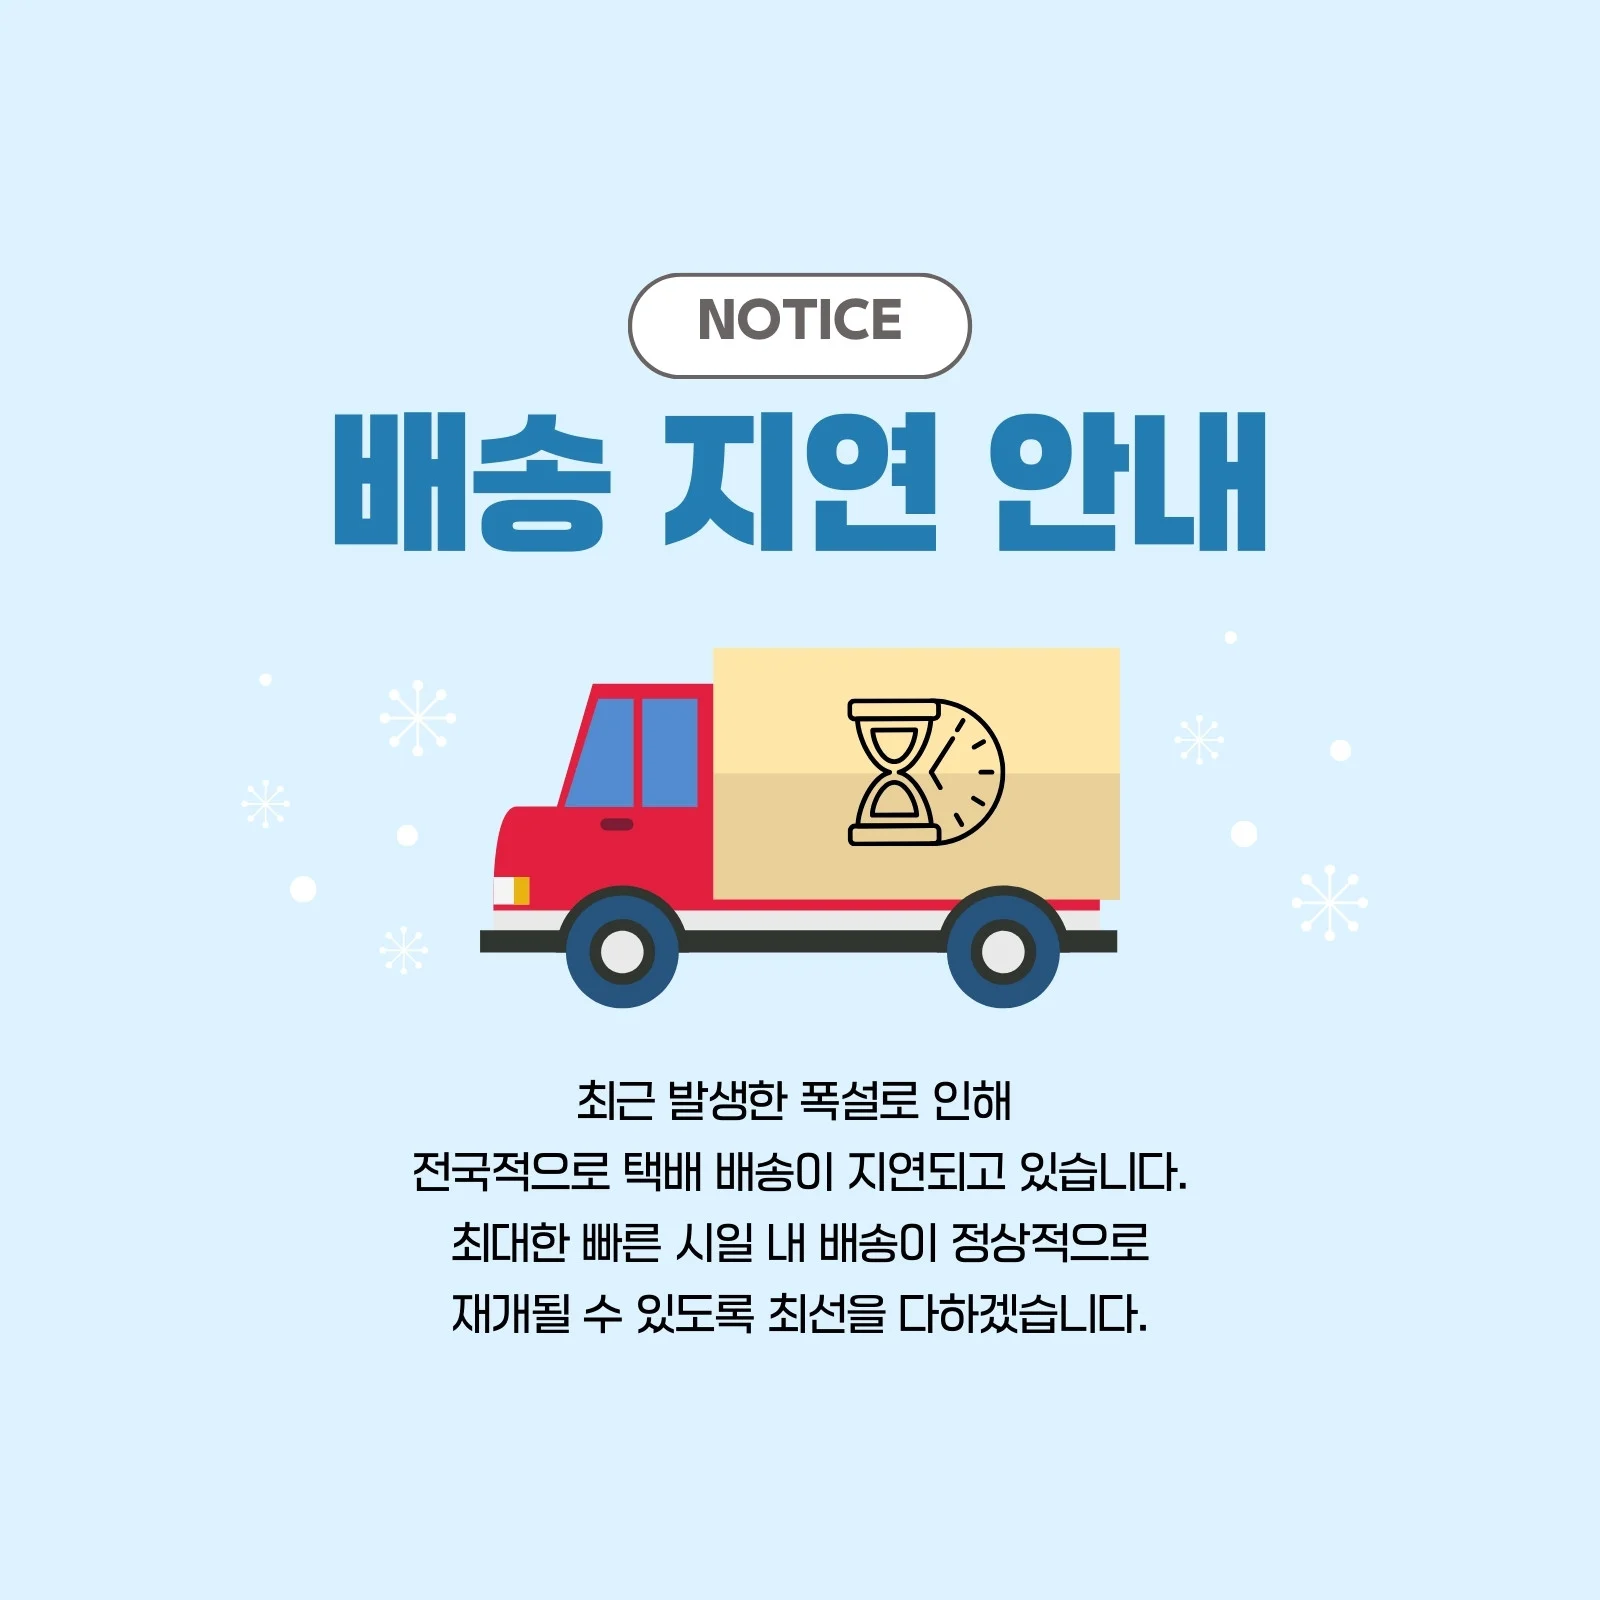 NOTICE
배송 지연 안내
최근 발생한 폭설로 인해
전국적으로 택배 배송이 지연되고 있습니다.
최대한 빠른 시일 내 배송이 정상적으로
재개될 수 있도록 최선을 다하겠습니다.